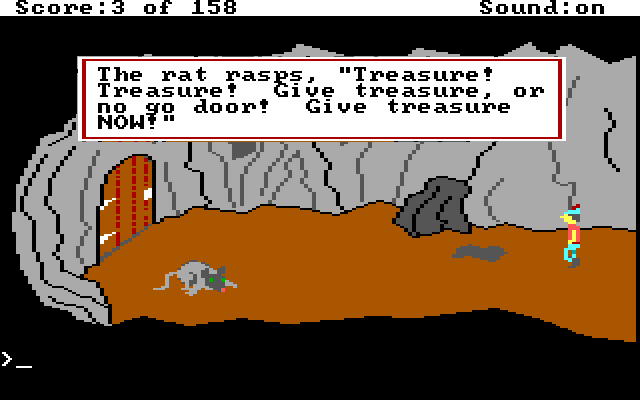 Score:3 of 158 Sound:on
The rat rasps, "Treasure!
Treasure!  Give treasure, or
no go door!  Give treasure
NOW!"
>_